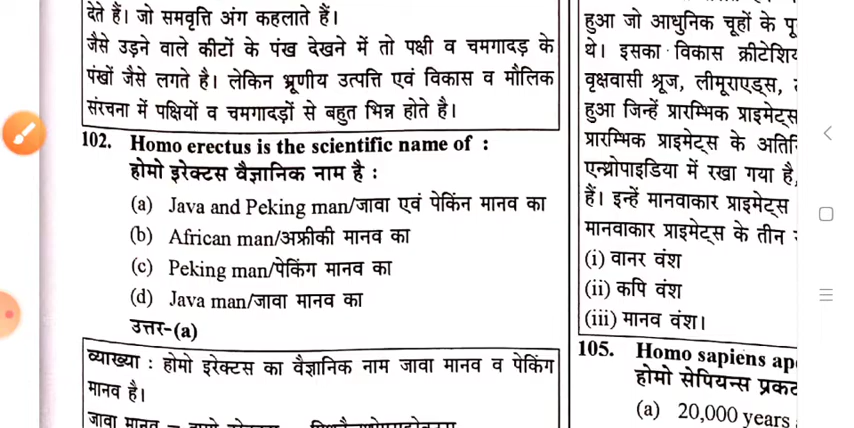 देते हैं। जो समवृत्ति अंग कहलाते हैं।
जैसे उड़ने वाले कीटों के पंख देखने में तो पक्षी व चमगादड़ के
पंखों जैसे लगते है। लेकिन भ्रूणीय उत्पत्ति एवं विकास व मौलिक
संरचना में पक्षियों व चमगादड़ों से बहुत भिन्न होते है।
102. Homo erectus is the scientific name of :
होमो इरेक्टस वैज्ञानिक नाम है :
(a) Java and Peking man/जावा एवं पेकिंन मानव का
(b) African man/अफ्रीकी मानव का
(c) Peking man/पेकिंग मानव का
(d) Java man/जावा मानव का
उत्तर-(a)
व्याख्या : होमो इरेक्टस का वैज्ञानिक नाम जावा मानव व पेकिंग
मानव है।
जावा मानव
हुआ जो आधुनिक चूहों के
थे। इसका विकास
वृक्षवासी श्रूज, लीमूराएड्स,
हुआ जिन्हें प्रारम्भिक प्राइमेट्स
प्रारम्भिक प्राइमेट्स के
एन्थ्रोपाइडिया में रखा गया है,
हैं। इन्हें मानवाकार प्राइमेट्स
मानवाकार प्राइमेट्स के तीन
(i) वानर वंश
(ii) कपि वंश
(iii) मानव वंश।
105. Homo sapiens ap
होमो सेपियन्स
(a) 20,000 years